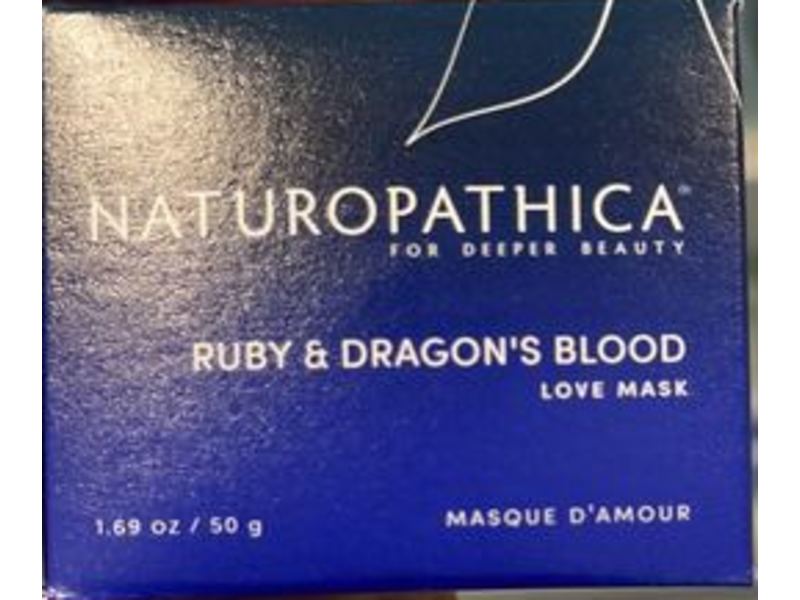 NATUROPATHICA®
FOR DEEPER BEAUTY
RUBY & DRAGON'S BLOOD
LOVE MASK
1.69 oz / 50 g
MASQUE D'AMOUR